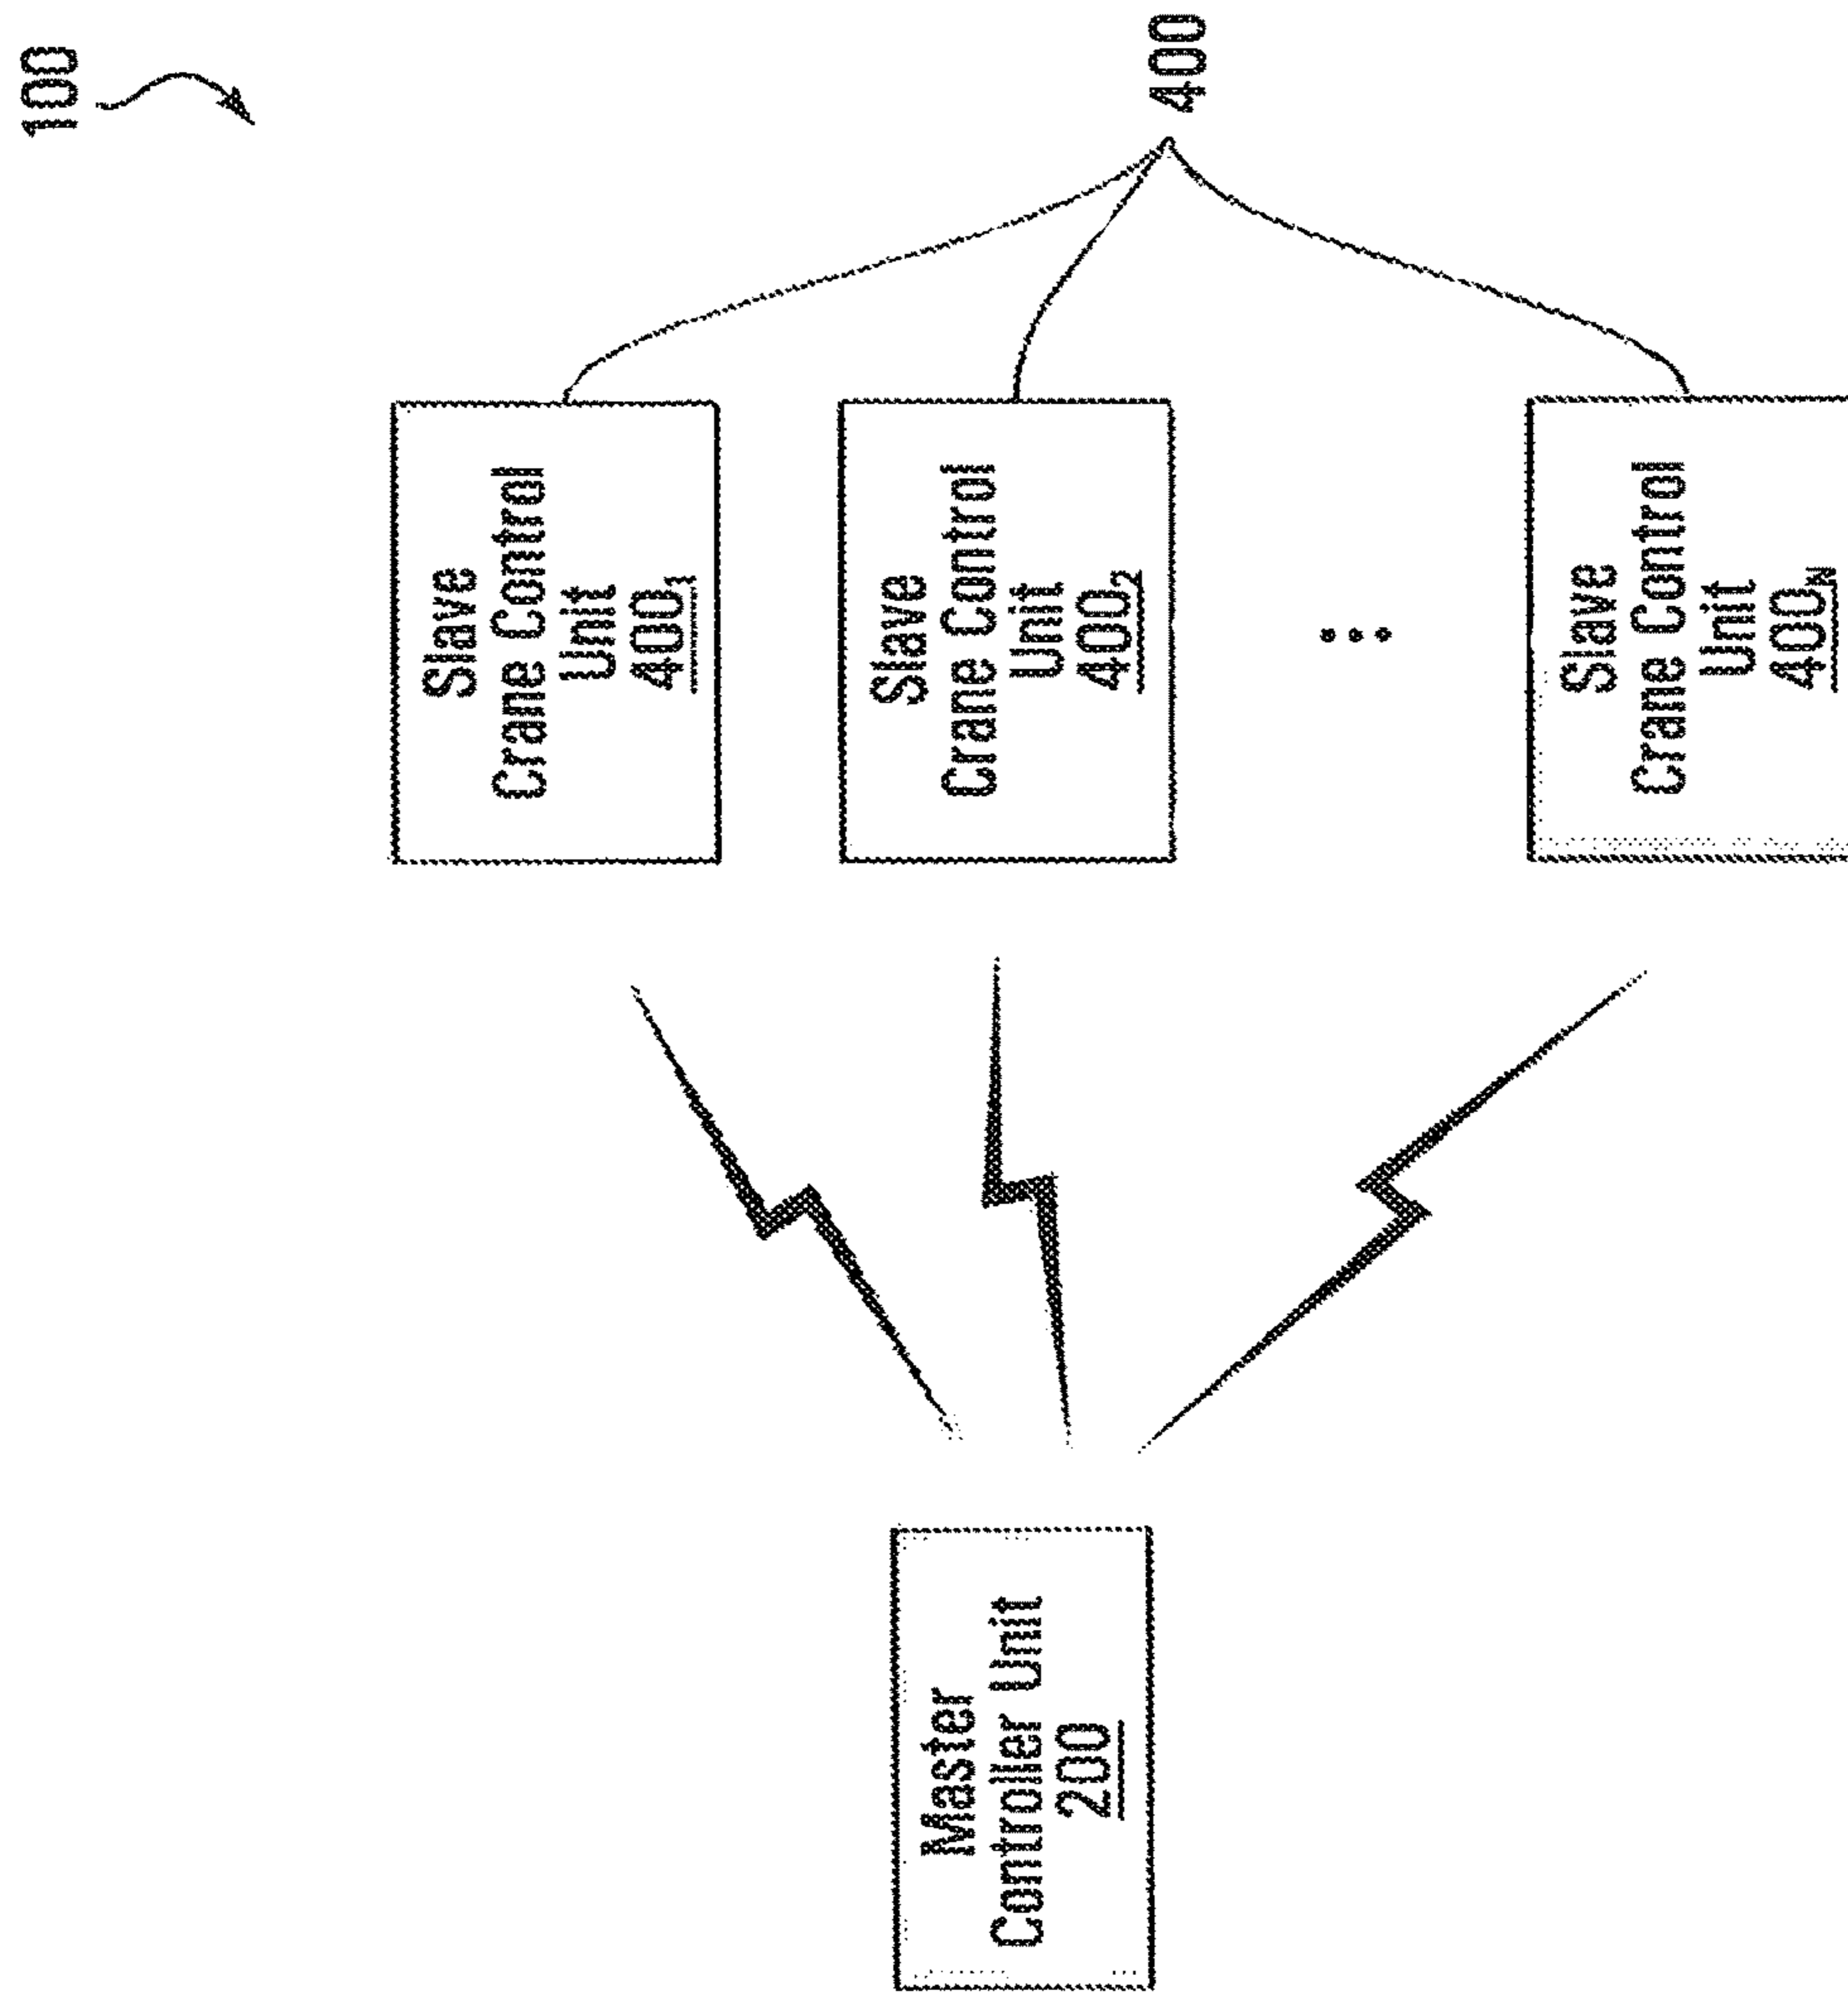 100
Slave
Crane Control
Unit
400₁
Slave
Crane Control
Unit
400₂
...
Slave
Crane Control
Unit
400_N
400
Master
Controller Unit
200